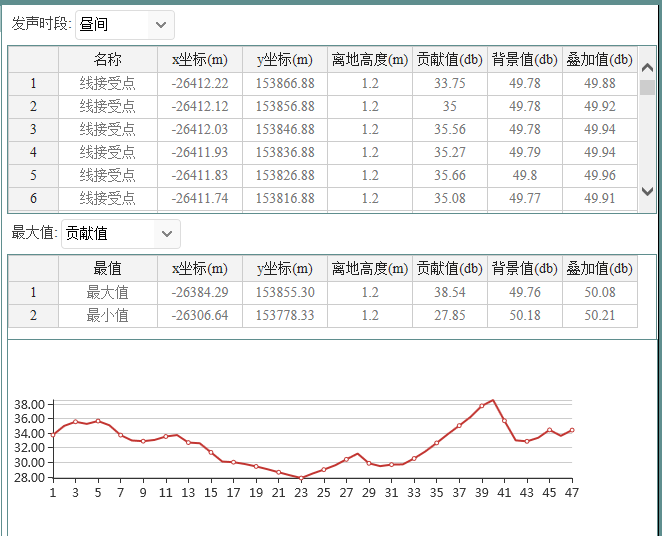 发声时段: 昼间
名称 x坐标(m) y坐标(m) 离地高度(m) 贡献值(db) 背景值(db) 叠加值(db)
1 线接受点 -26412.22 153866.88 1.2 33.75 49.78 49.88
2 线接受点 -26412.12 153856.88 1.2 35 49.78 49.92
3 线接受点 -26412.03 153846.88 1.2 35.56 49.78 49.94
4 线接受点 -26411.93 153836.88 1.2 35.27 49.79 49.94
5 线接受点 -26411.83 153826.88 1.2 35.66 49.8 49.96
6 线接受点 -26411.74 153816.88 1.2 35.08 49.77 49.91
最大值: 贡献值
最值 x坐标(m) y坐标(m) 离地高度(m) 贡献值(db) 背景值(db) 叠加值(db)
1 最大值 -26384.29 153855.30 1.2 38.54 49.76 50.08
2 最小值 -26306.64 153778.33 1.2 27.85 50.18 50.21
38.00
36.00
34.00
32.00
30.00
28.00
1 3 5 7 9 11 13 15 17 19 21 23 25 27 29 31 33 35 37 39 41 43 45 47